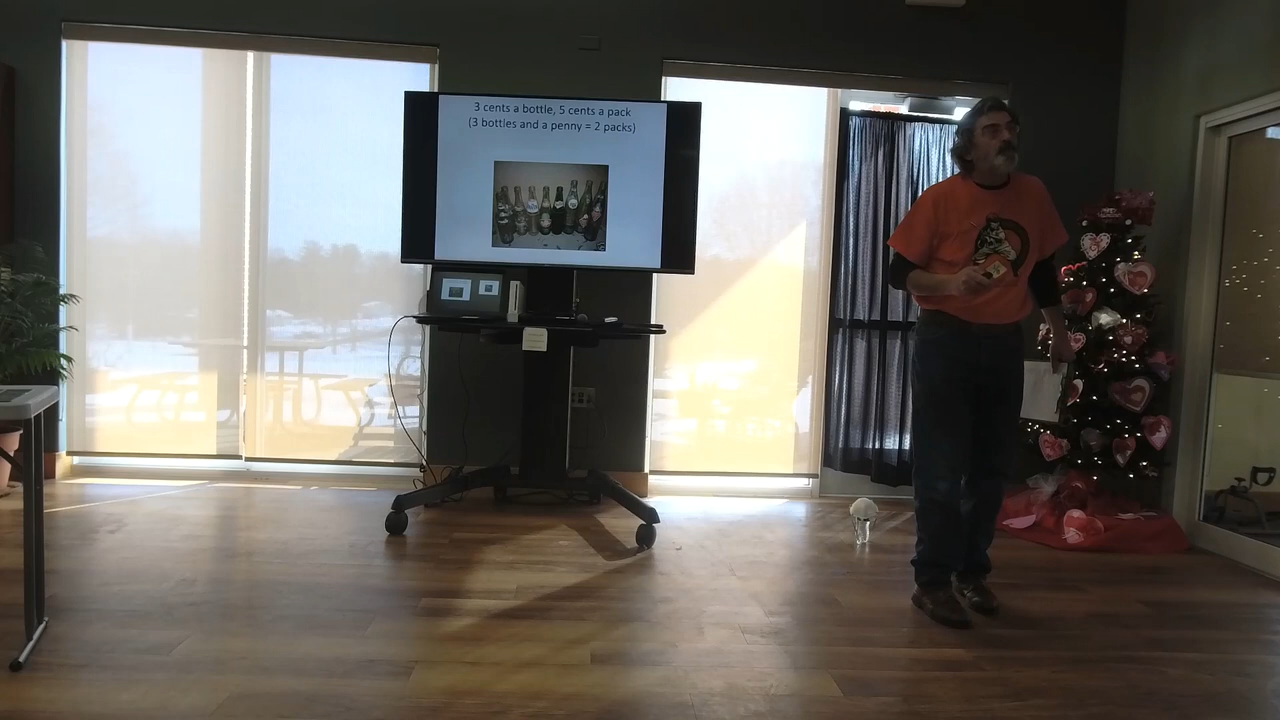 3 cents a bottle, 5 cents a pack
(3 bottles and a penny = 2 packs)